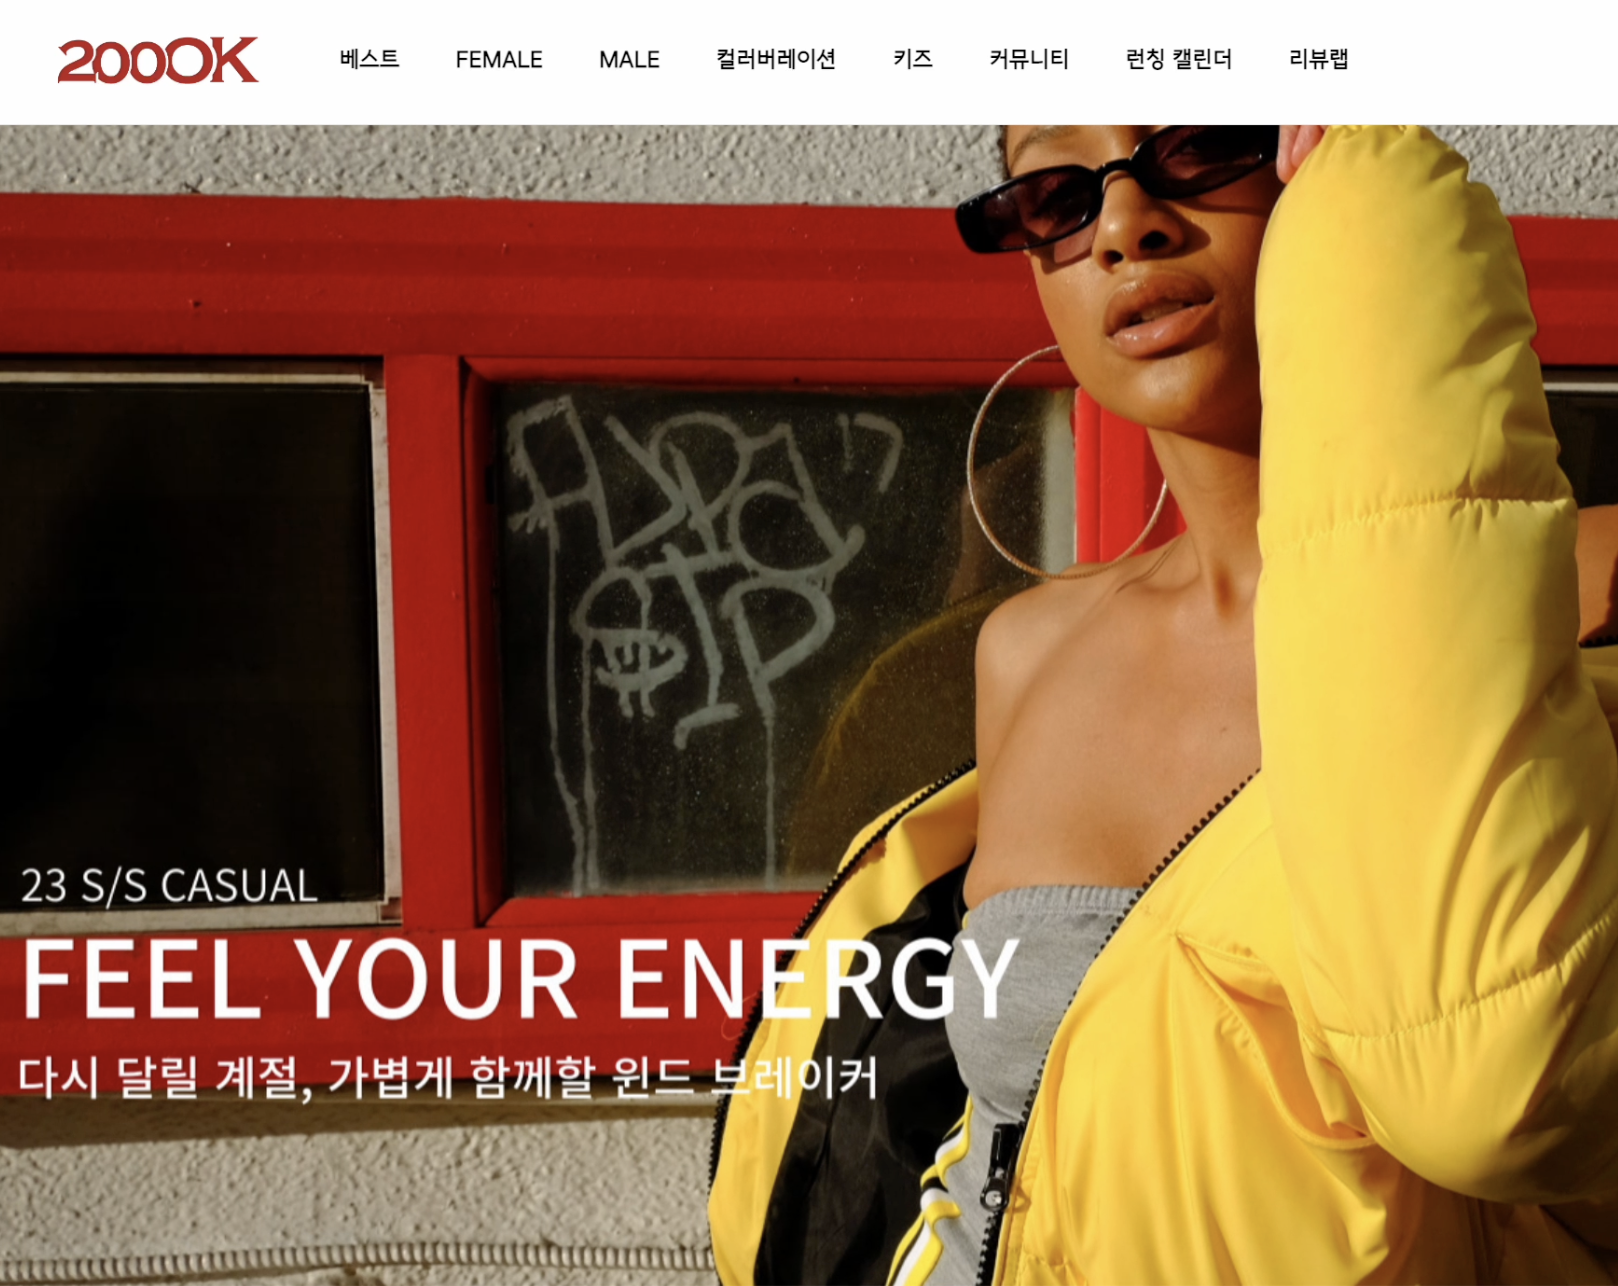 200OK
베스트 FEMALE MALE 컬러버레이션 키즈 커뮤니티 런칭 캘린더 리뷰랩
23 S/S CASUAL
FEEL YOUR ENERGY
다시 달릴 계절, 가볍게 함께할 윈드 브레이커